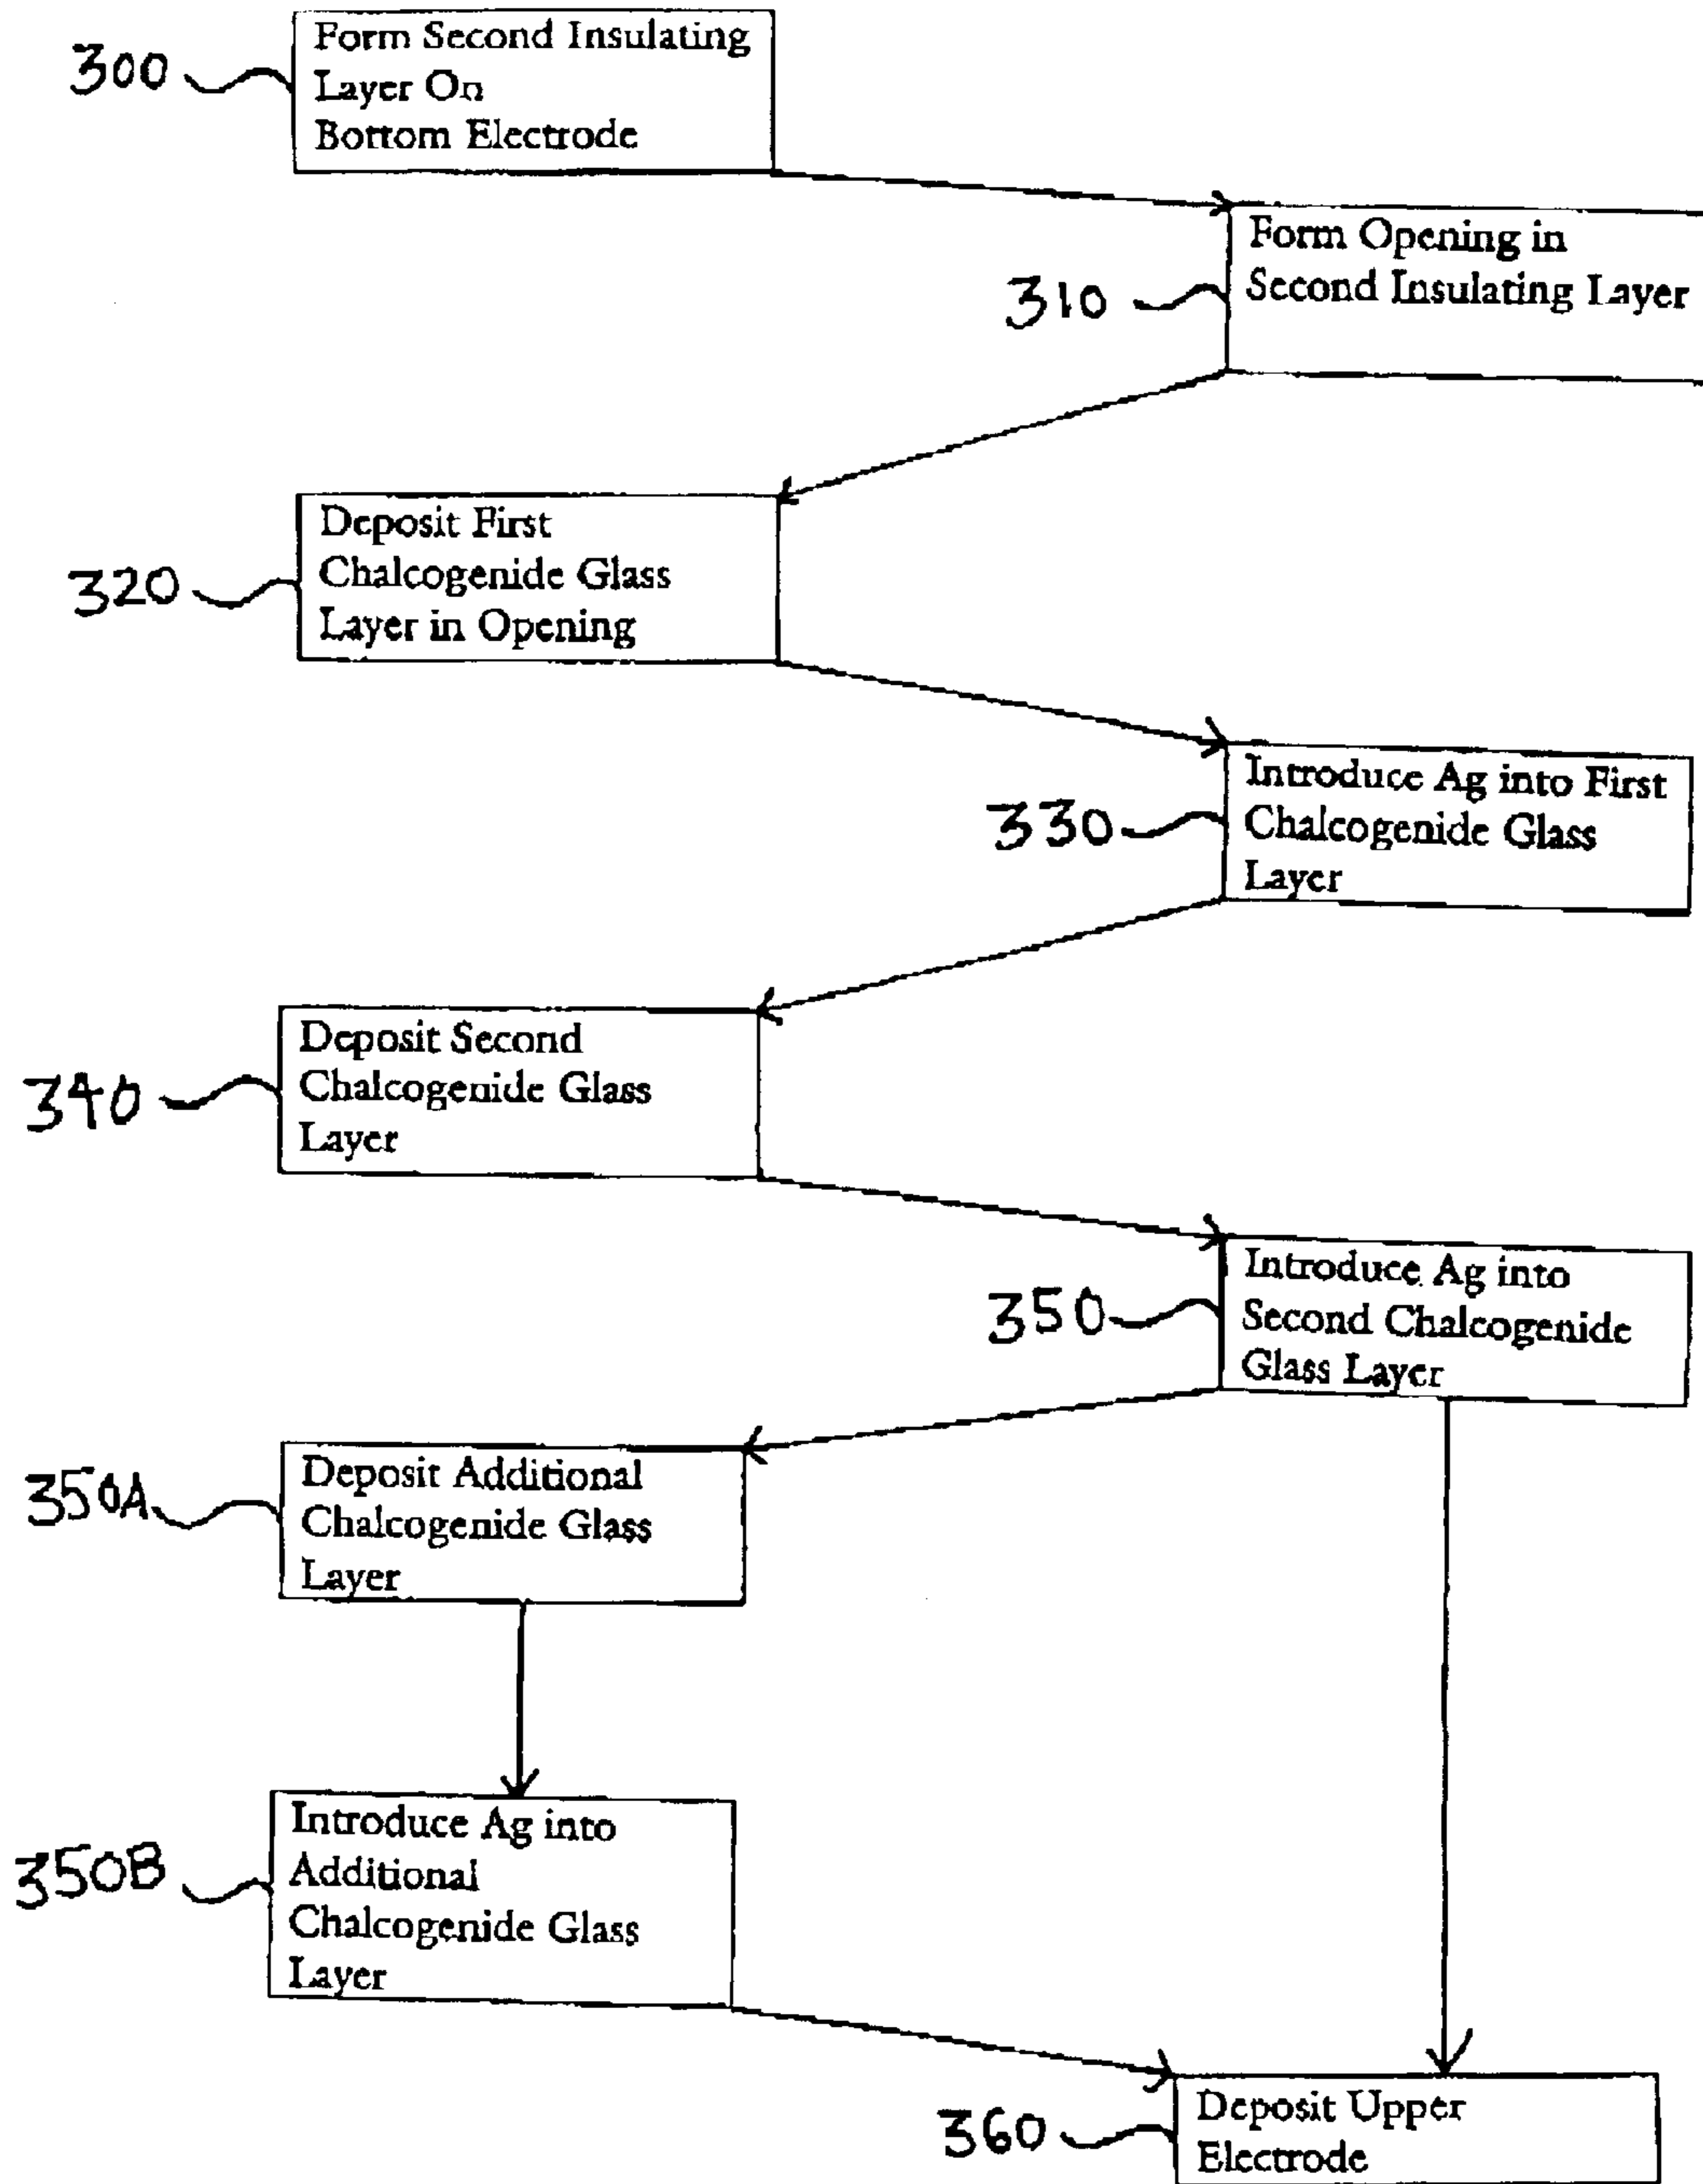 300
Form Second Insulating
Layer On
Bottom Electrode
310
Form Opening in
Second Insulating Layer
320
Deposit First
Chalcogenide Glass
Layer in Opening
330
Introduce Ag into First
Chalcogenide Glass
Layer
340
Deposit Second
Chalcogenide Glass
Layer
350
Introduce Ag into
Second Chalcogenide
Glass Layer
350A
Deposit Additional
Chalcogenide Glass
Layer
350B
Introduce Ag into
Additional
Chalcogenide Glass
Layer
360
Deposit Upper
Electrode